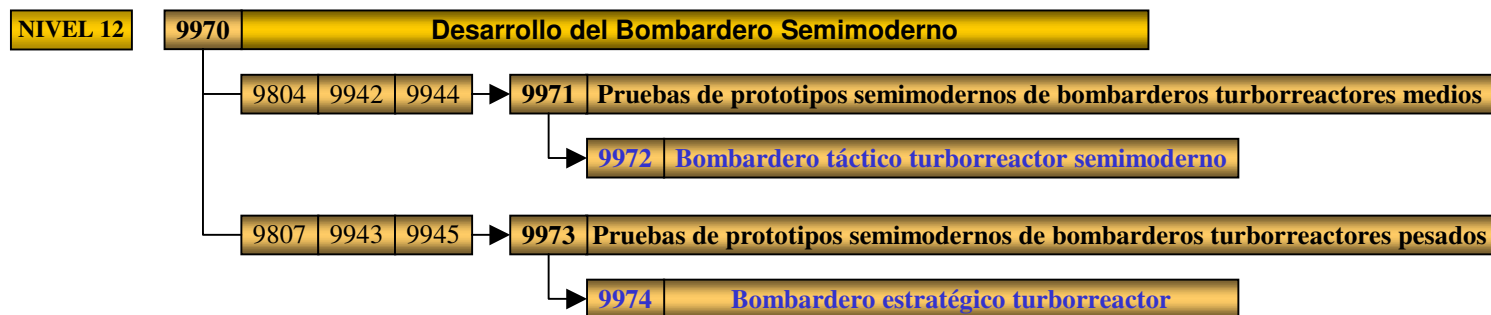 NIVEL 12 9970 Desarrollo del Bombardero Semimoderno
9804 9942 9944 9971 Pruebas de prototipos semimodernos de bombarderos turborreactores medios
9972 Bombardero táctico turborreactor semimoderno
9807 9943 9945 9973 Pruebas de prototipos semimodernos de bombarderos turborreactores pesados
9974 Bombardero estratégico turborreactor